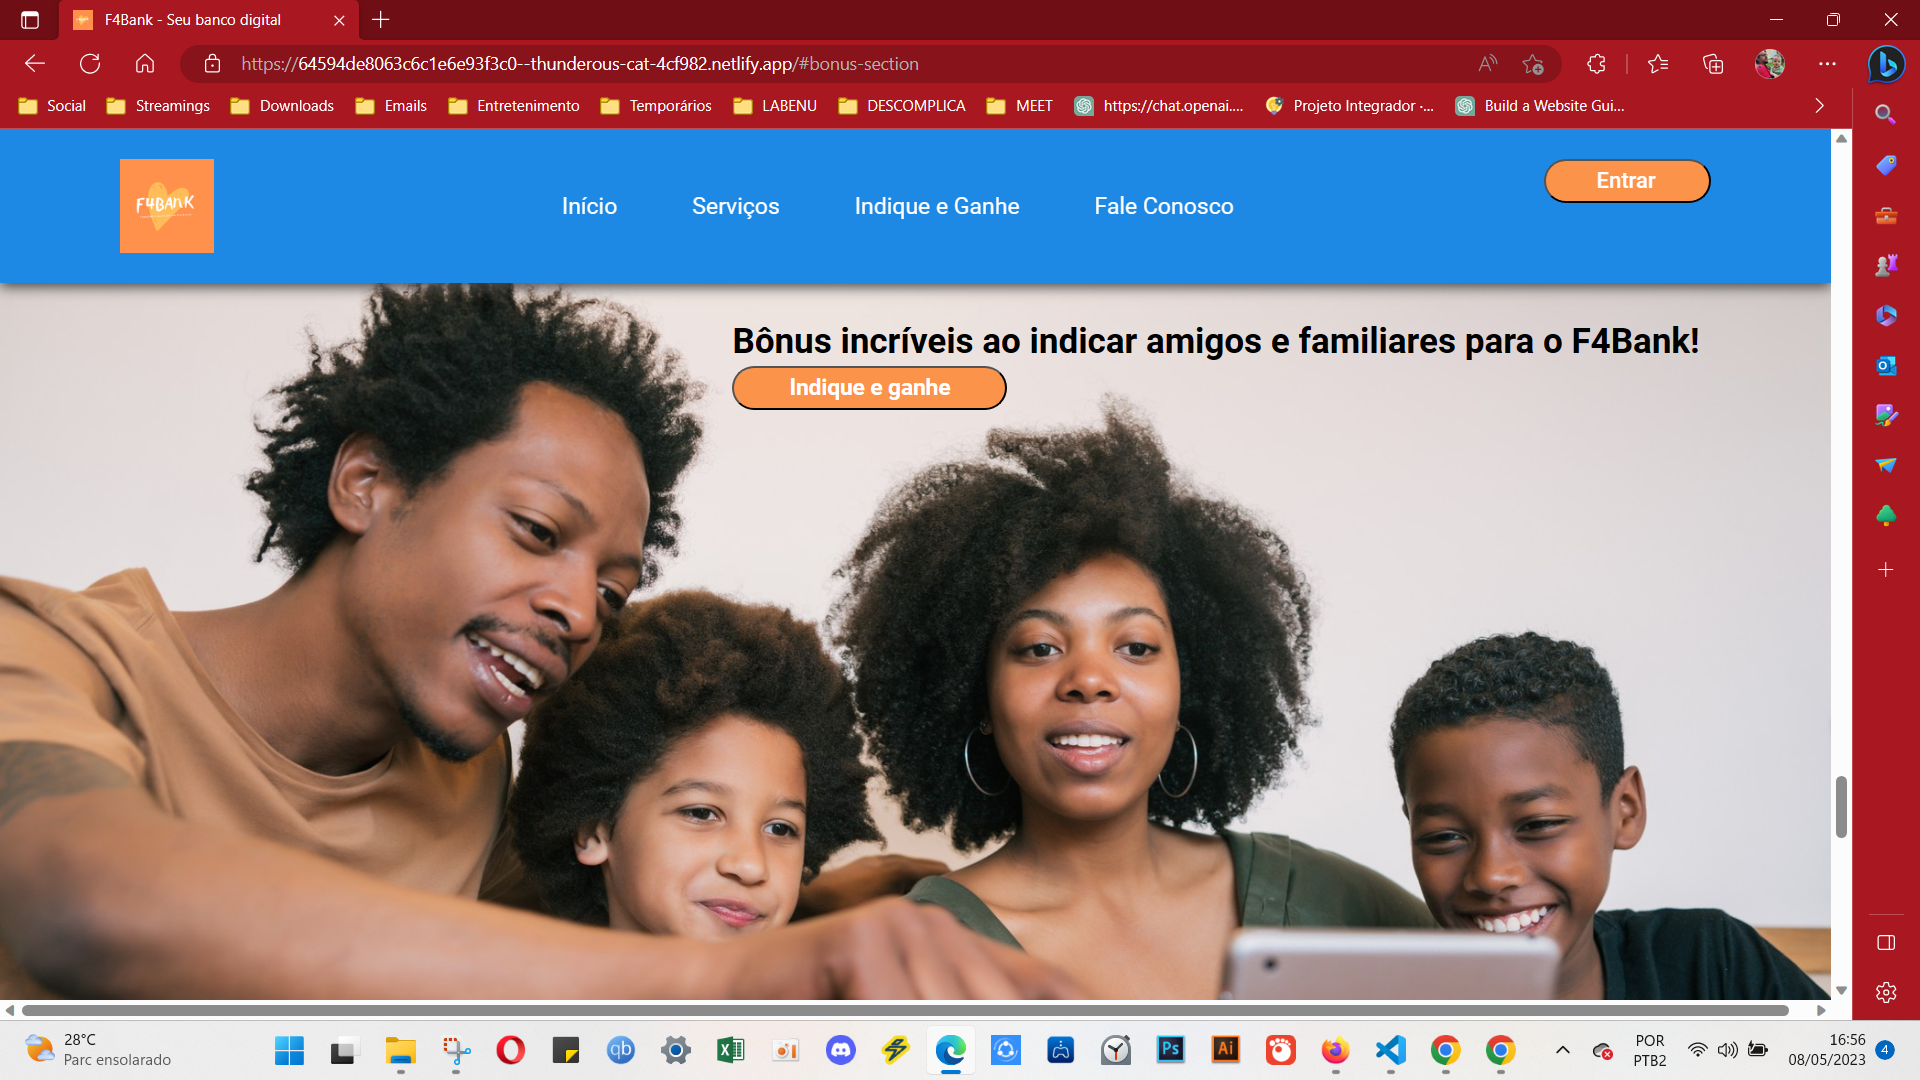 F4Bank - Seu banco digital
https://64594de8063c6c1e6e93f3c0--thunderous-cat-4cf982.netlify.app/#bonus-section
Social Streamings Downloads Emails Entretenimento Temporários LABENU DESCOMPLICA MEET https://chat.openai.... Projeto Integrador ·... Build a Website Gui...
F4BANK
Início Serviços Indique e Ganhe Fale Conosco Entrar
Bônus incríveis ao indicar amigos e familiares para o F4Bank!
Indique e ganhe
28°C
Parc ensolarado
qb
Ps
Ai
POR
PTB2
16:56
08/05/2023
4